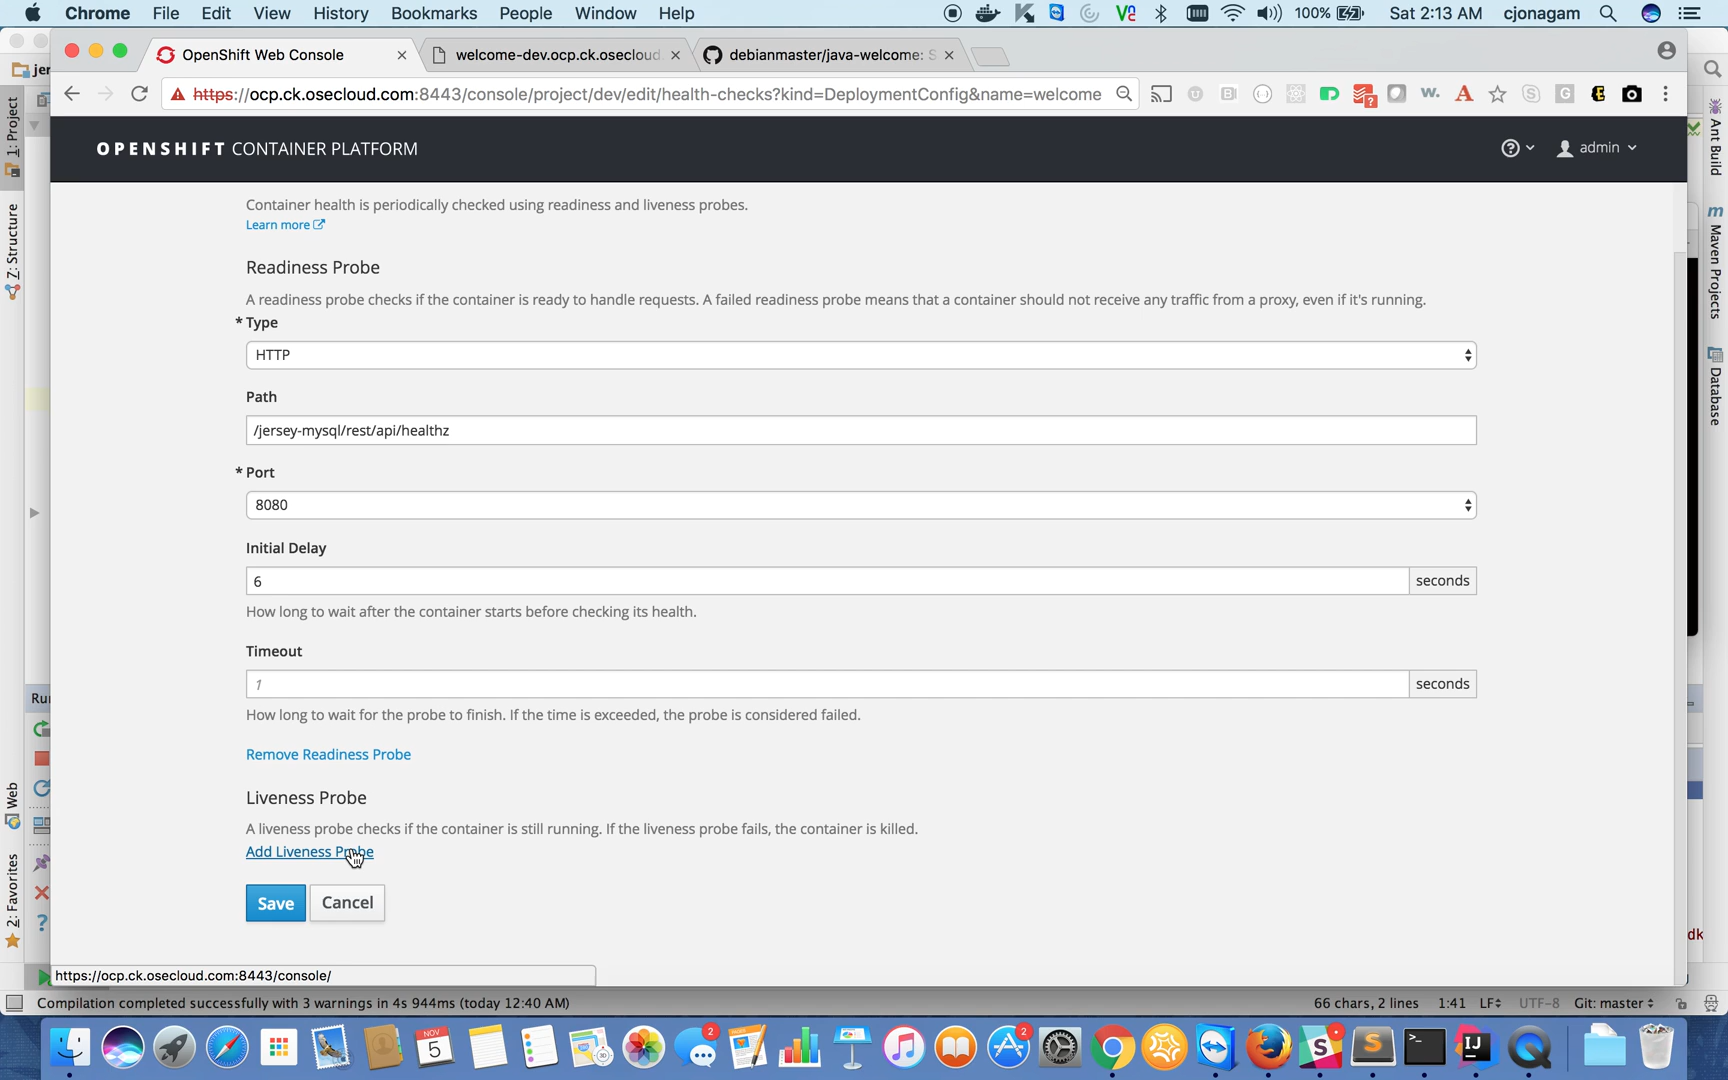 Chrome File Edit View History Bookmarks People Window Help 100% Sat 2:13 AM cjonagam
OpenShift Web Console welcome-dev.ocp.ck.osecloud debianmaster/java-welcome: S
https://ocp.ck.osecloud.com:8443/console/project/dev/edit/health-checks?kind=DeploymentConfig&name=welcome
OPENSHIFT CONTAINER PLATFORM admin
Container health is periodically checked using readiness and liveness probes.
Learn more
Readiness Probe
A readiness probe checks if the container is ready to handle requests. A failed readiness probe means that a container should not receive any traffic from a proxy, even if it's running.
* Type
HTTP
Path
/jersey-mysql/rest/api/healthz
* Port
8080
Initial Delay
6 seconds
How long to wait after the container starts before checking its health.
Timeout
1 seconds
How long to wait for the probe to finish. If the time is exceeded, the probe is considered failed.
Remove Readiness Probe
Liveness Probe
A liveness probe checks if the container is still running. If the liveness probe fails, the container is killed.
Add Liveness Probe
Save Cancel
https://ocp.ck.osecloud.com:8443/console/
Compilation completed successfully with 3 warnings in 4s 944ms (today 12:40 AM) 66 chars, 2 lines 1:41 LF UTF-8 Git: master
jer
1: Project
Z: Structure
Run
Web
2: Favorites
Ant Build
Maven Projects
Database
dk
NOV
5
2
2